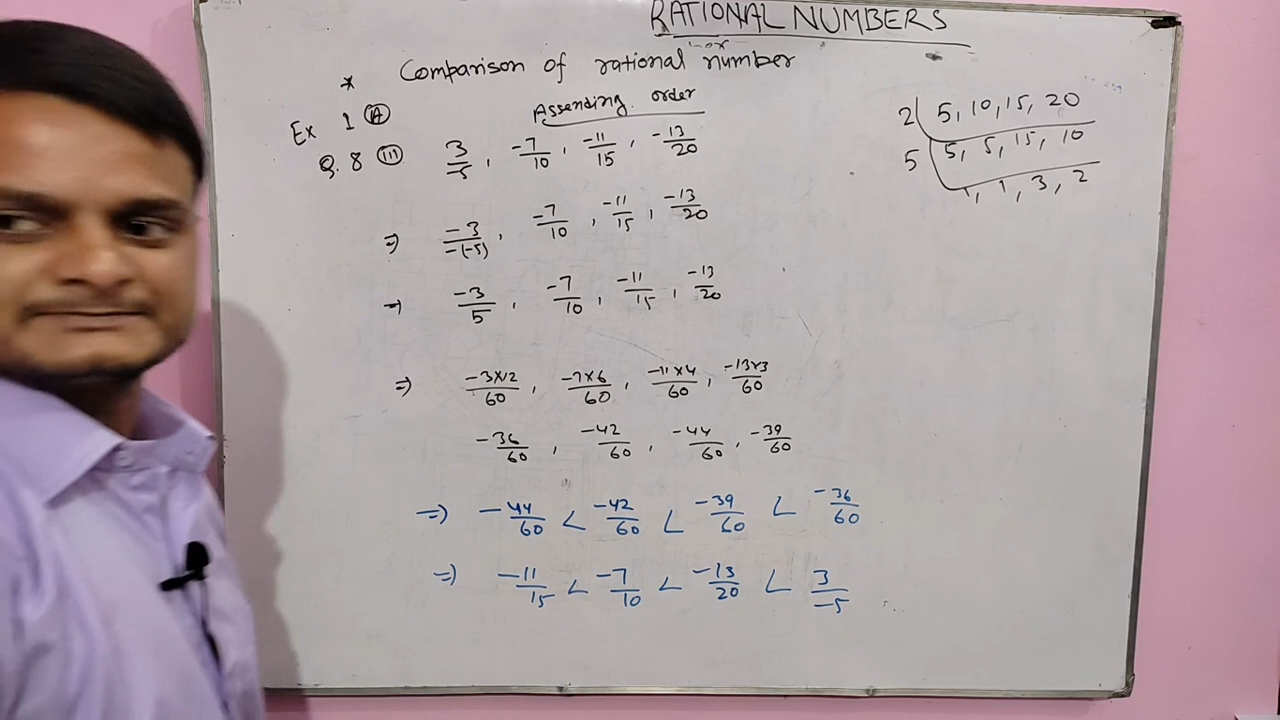 RATIONAL NUMBERS
* Comparison of rational number
Ex 1 (A) Assending order
Q. 8 (III) 3/-5, -7/10, -11/15, -13/20
⇒ -3/-(-5), -7/10, -11/15, -13/20
⇒ -3/5, -7/10, -11/15, -13/20
⇒ -3×12/60, -7×6/60, -11×4/60, -13×3/60
-36/60, -42/60, -44/60, -39/60
⇒ -44/60 < -42/60 < -39/60 < -36/60
⇒ -11/15 < -7/10 < -13/20 < 3/-5
2 | 5, 10, 15, 20
5 | 5, 5, 15, 10
1, 1, 3, 2